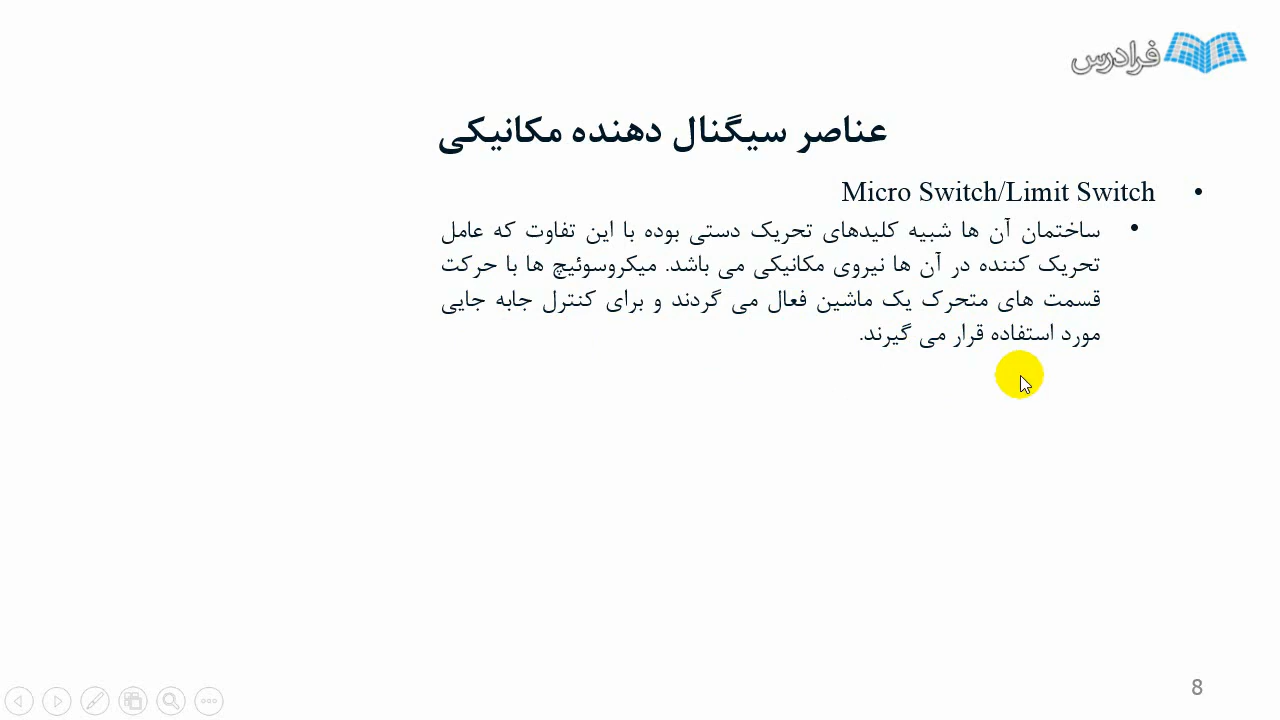 فرادرس
عناصر سیگنال دهنده مکانیکی
• Micro Switch/Limit Switch
• ساختمان آن ها شبیه کلیدهای تحریک دستی بوده با این تفاوت که عامل
تحریک کننده در آن ها نیروی مکانیکی می باشد. میکروسوئیچ ها با حرکت
قسمت های متحرک یک ماشین فعال می گردند و برای کنترل جابه جایی
مورد استفاده قرار می گیرند.
8